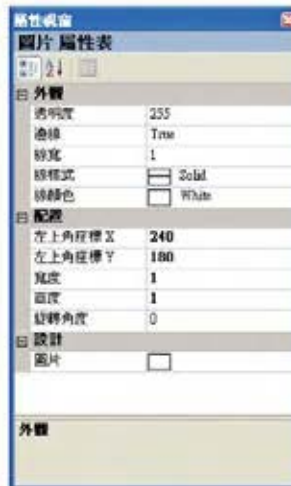 屬性視窗
圖片 屬性表
外觀
透明度 255
邊線 True
線寬 1
線樣式 Solid
線顏色 White
配置
左上角座標 X 240
左上角座標 Y 180
寬度 1
高度 1
旋轉角度 0
設計
圖片
外觀